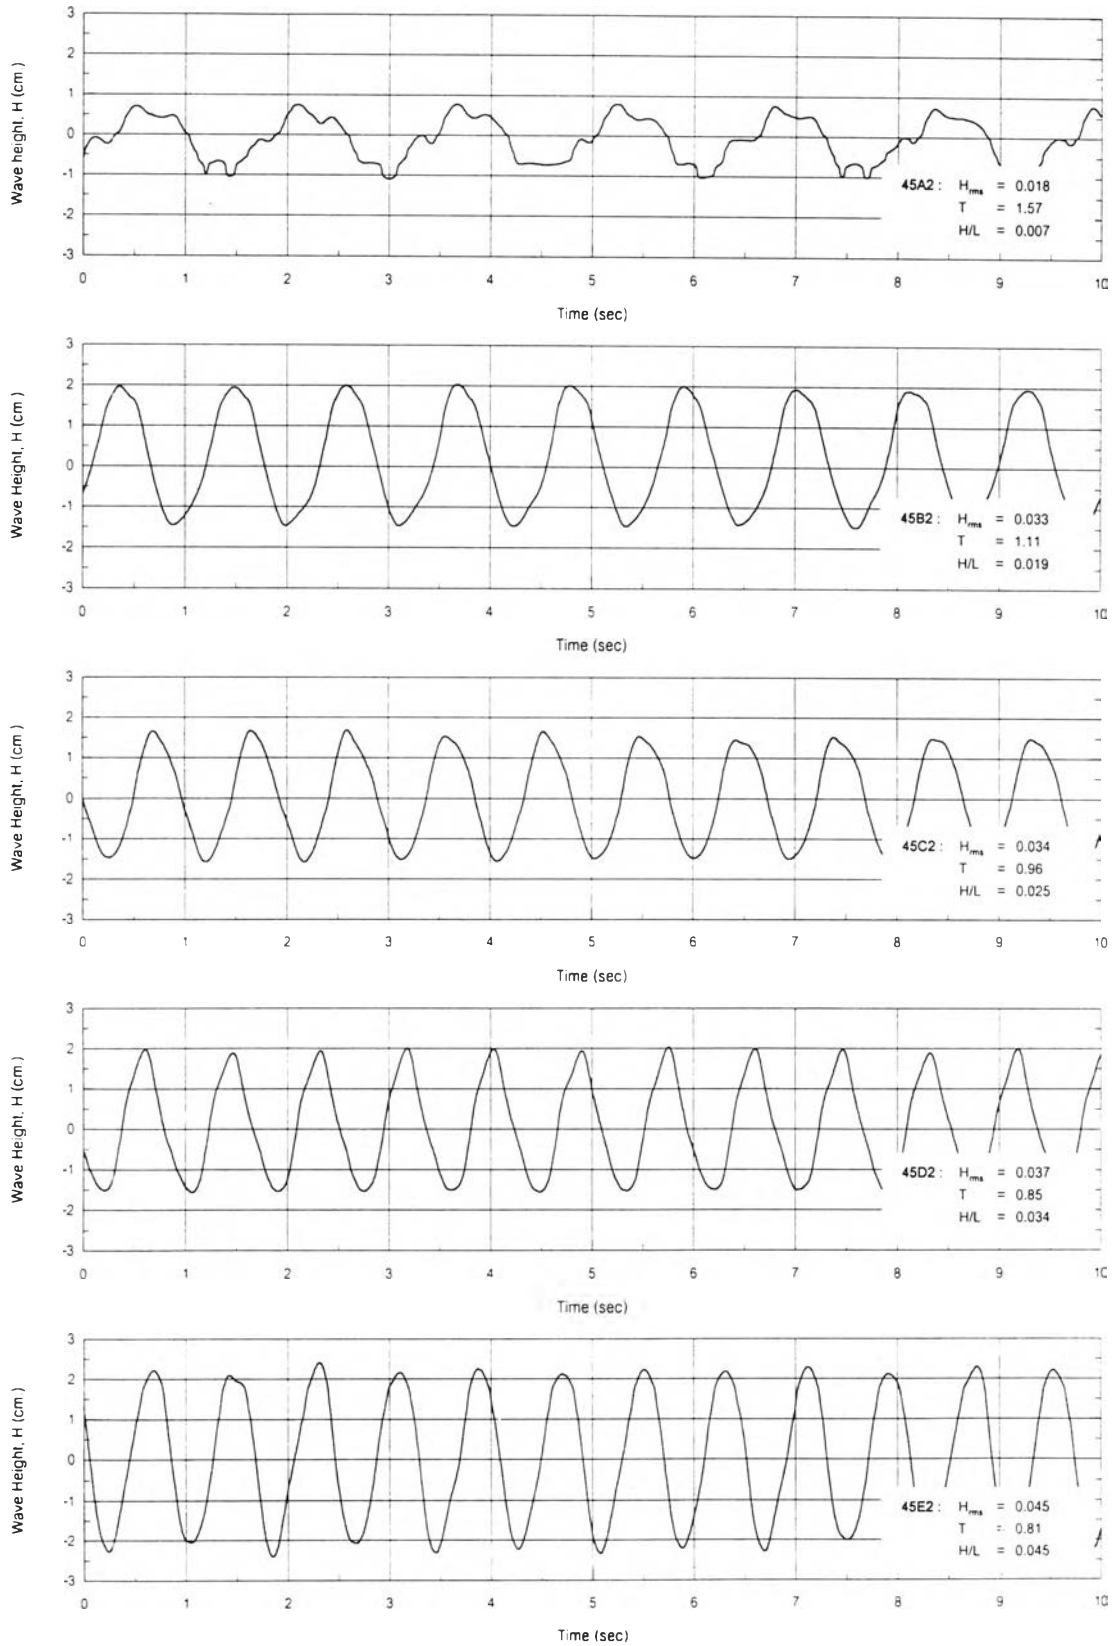 Wave height, H (cm.)
3
2
1
0
-1
-2
-3
45A2 : H_rms = 0.018
T = 1.57
H/L = 0.007
0 1 2 3 4 5 6 7 8 9 10
Time (sec)
Wave Height, H (cm.)
3
2
1
0
-1
-2
-3
45B2 : H_rms = 0.033
T = 1.11
H/L = 0.019
0 1 2 3 4 5 6 7 8 9 10
Time (sec)
Wave Height, H (cm.)
3
2
1
0
-1
-2
-3
45C2 : H_rms = 0.034
T = 0.96
H/L = 0.025
0 1 2 3 4 5 6 7 8 9 10
Time (sec)
Wave Height, H (cm.)
3
2
1
0
-1
-2
-3
45D2 : H_rms = 0.037
T = 0.85
H/L = 0.034
0 1 2 3 4 5 6 7 8 9 10
Time (sec)
Wave Height, H (cm.)
3
2
1
0
-1
-2
-3
45E2 : H_rms = 0.045
T = 0.81
H/L = 0.045
0 1 2 3 4 5 6 7 8 9 10
Time (sec)